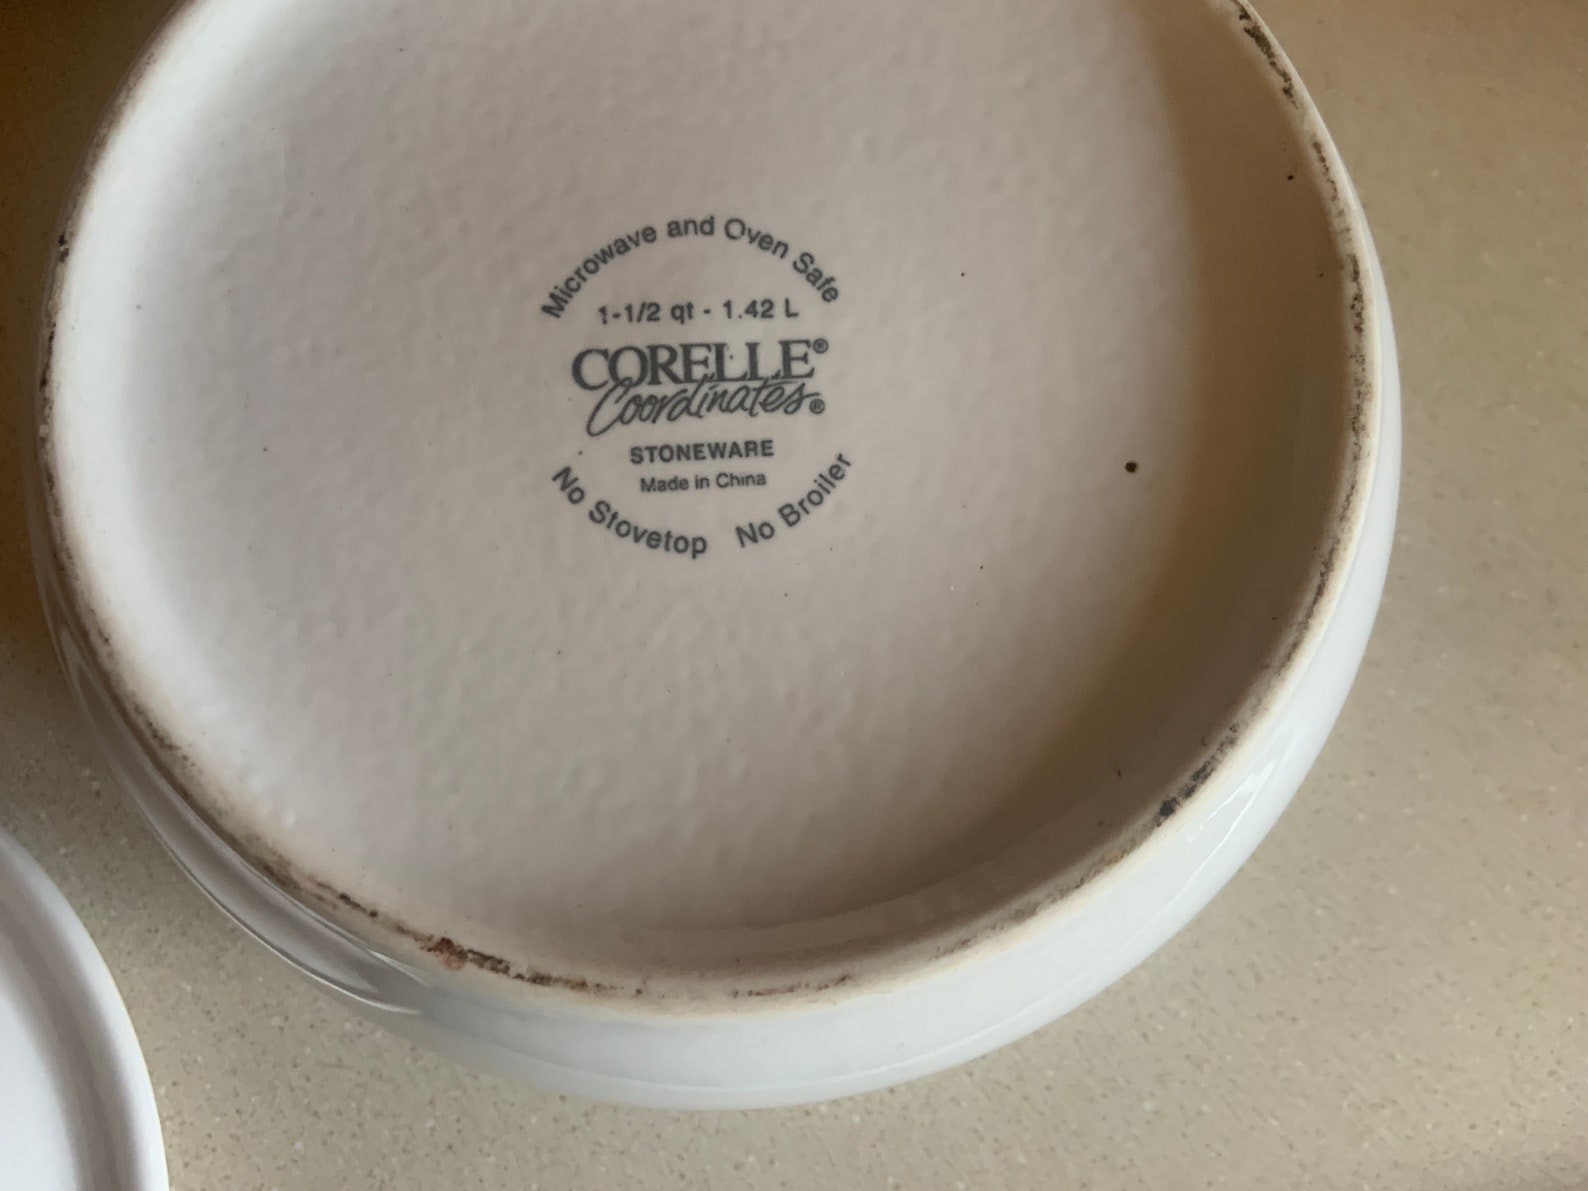 Microwave and Oven Safe
1-1/2 qt - 1.42 L
CORELLE®
Coordinates®
STONEWARE
Made in China
No Stovetop No Broiler